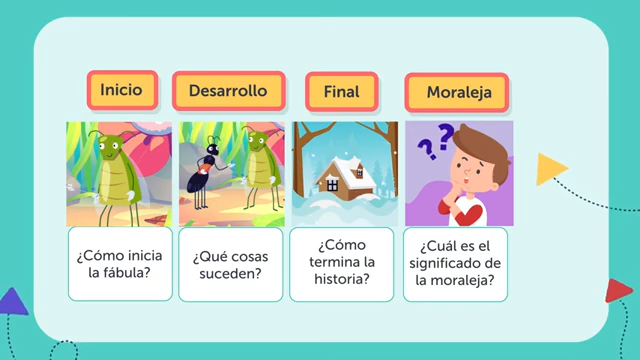 Inicio
Desarrollo
Final
Moraleja
¿Cómo inicia
la fábula?
¿Qué cosas
suceden?
¿Cómo
termina la
historia?
¿Cuál es el
significado de
la moraleja?